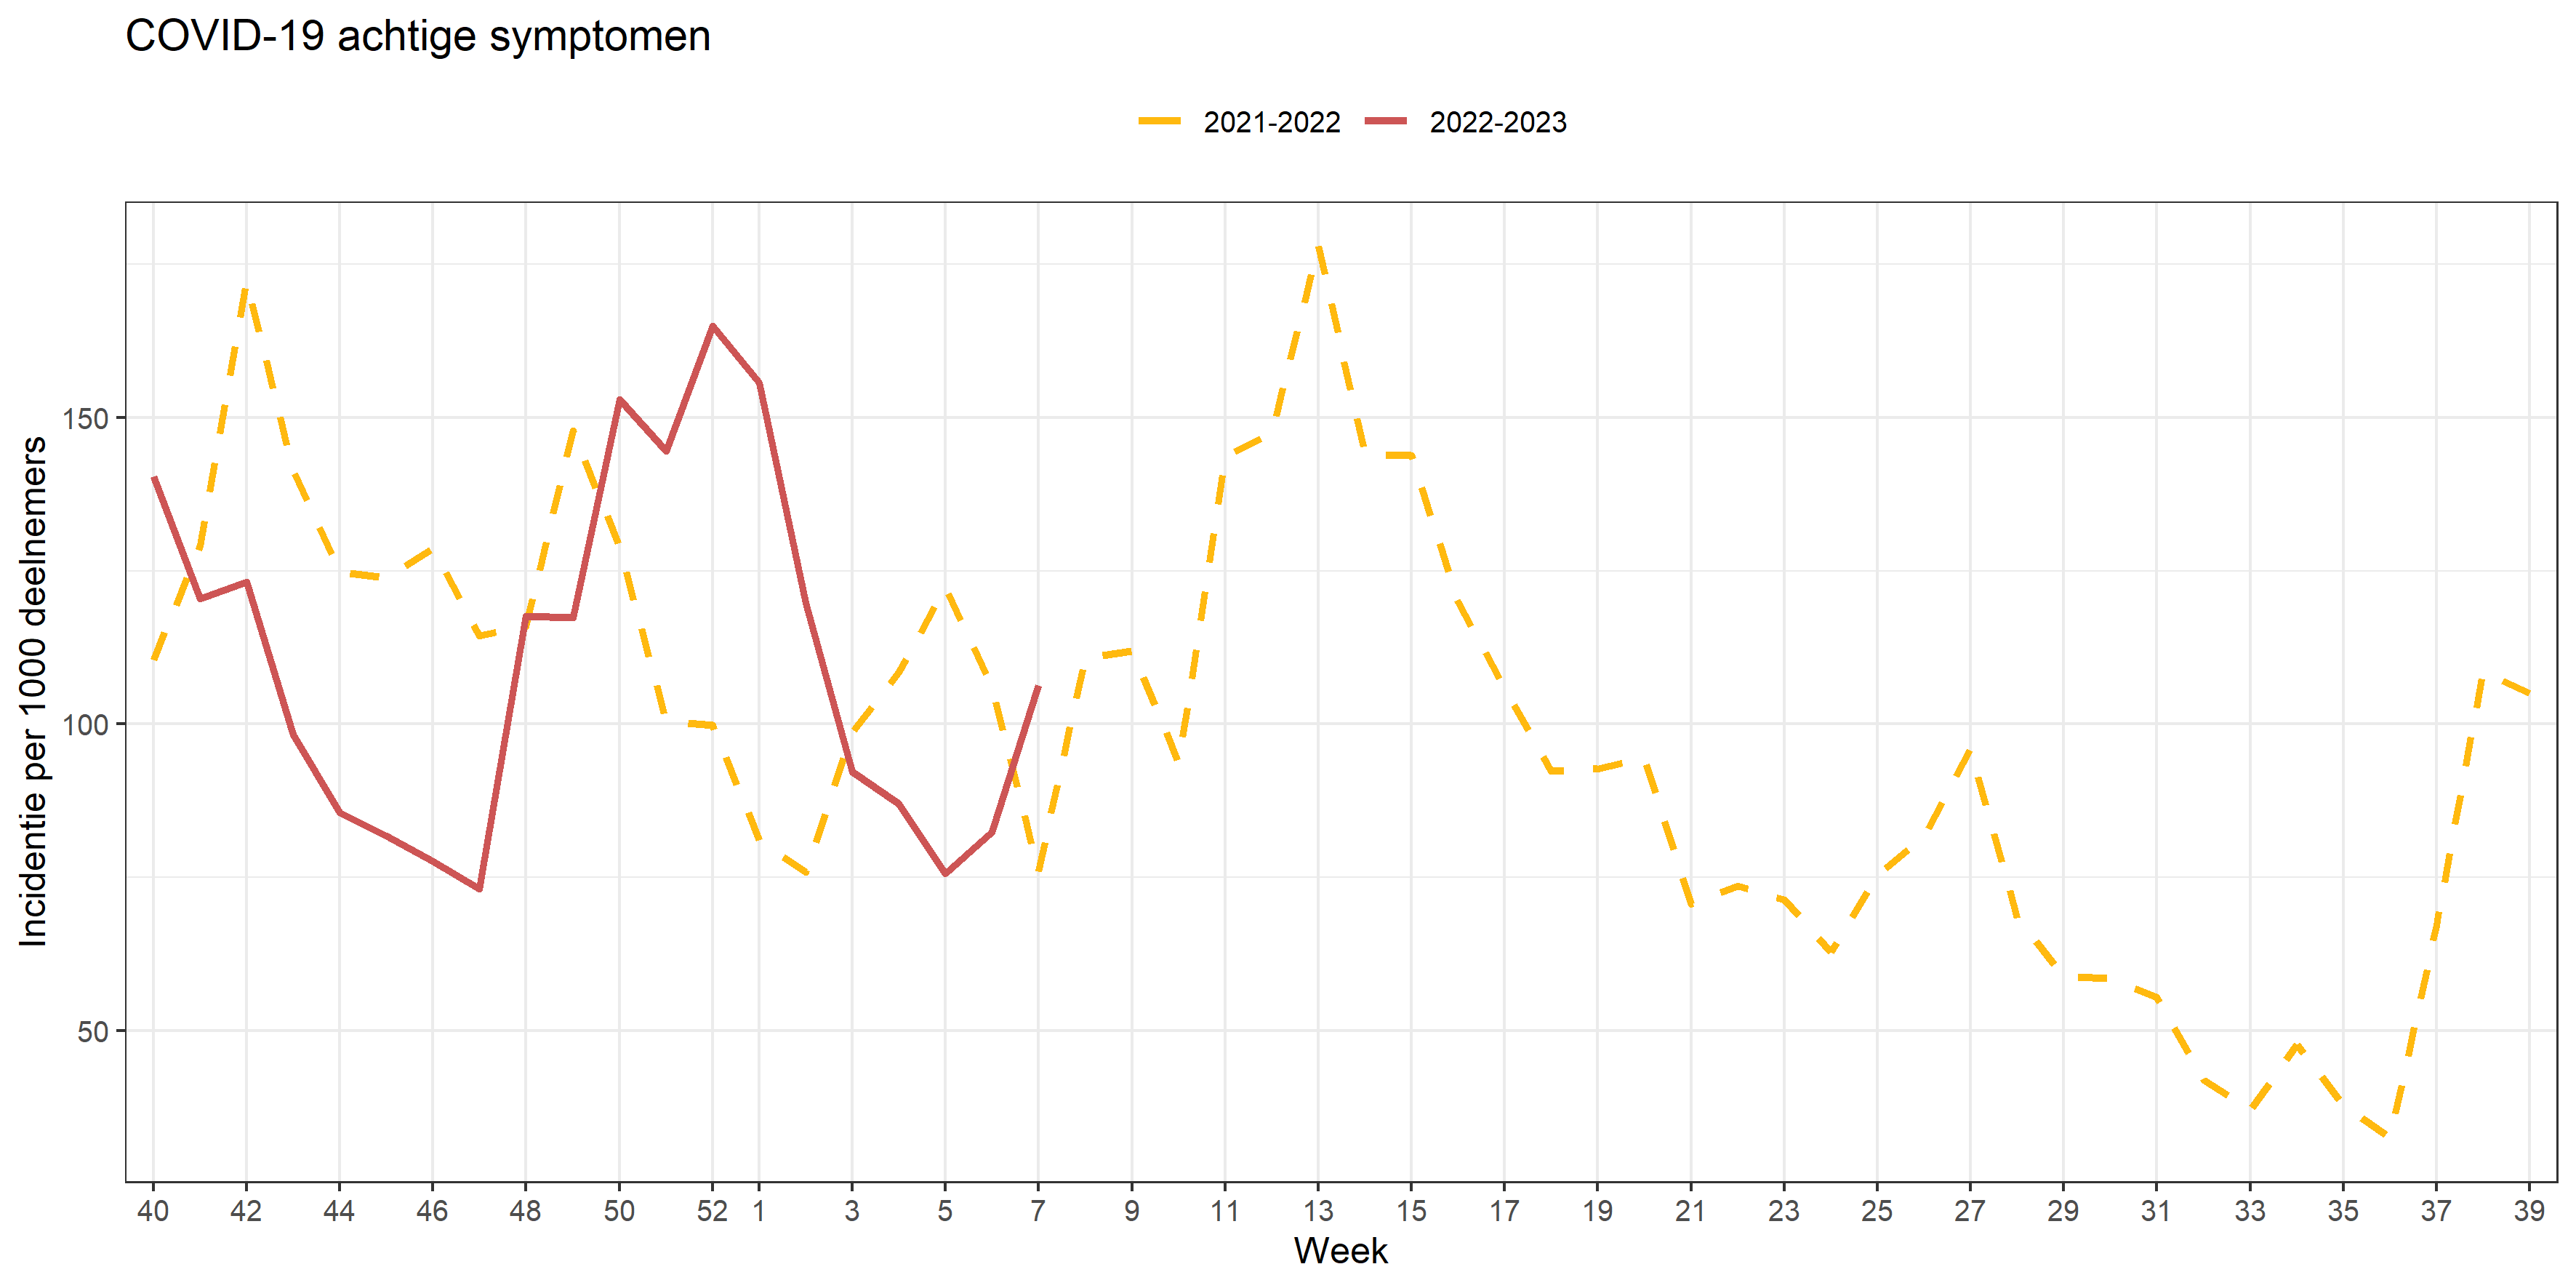 COVID-19 achtige symptomen
2021-2022 2022-2023
Incidentie per 1000 deelnemers
150
100
50
40 42 44 46 48 50 52 1 3 5 7 9 11 13 15 17 19 21 23 25 27 29 31 33 35 37 39
Week